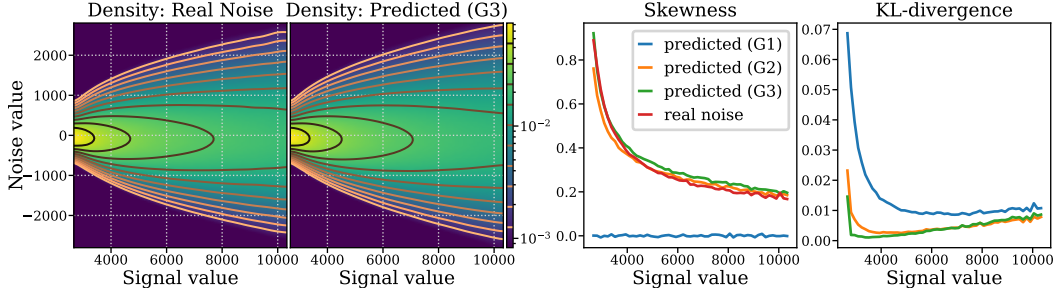 Density: Real Noise
Density: Predicted (G3)
Skewness
KL-divergence
Noise value
2000
1000
0
−1000
−2000
4000 6000 8000 10000
Signal value
4000 6000 8000 10000
Signal value
10−2
10−3
0.8
0.6
0.4
0.2
0.0
predicted (G1)
predicted (G2)
predicted (G3)
real noise
4000 6000 8000 10000
Signal value
0.07
0.06
0.05
0.04
0.03
0.02
0.01
0.00
4000 6000 8000 10000
Signal value